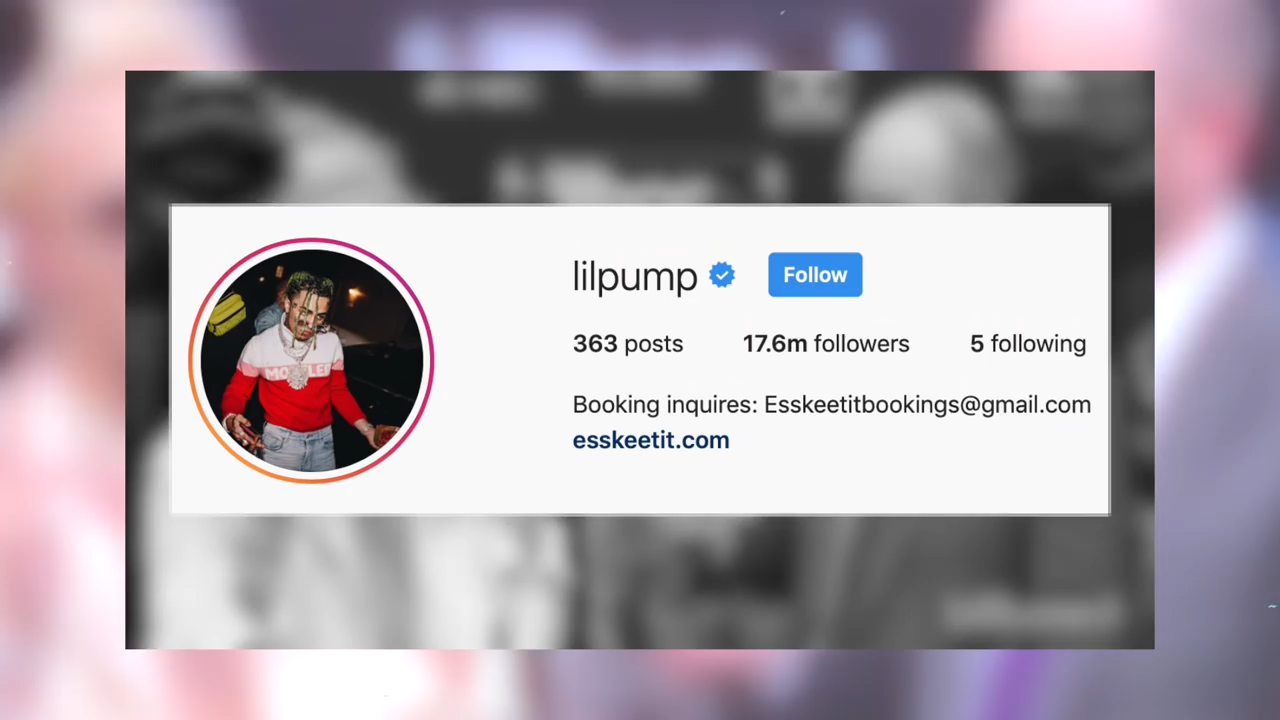 lilpump Follow
363 posts 17.6m followers 5 following
Booking inquires: Esskeetitbookings@gmail.com
esskeetit.com